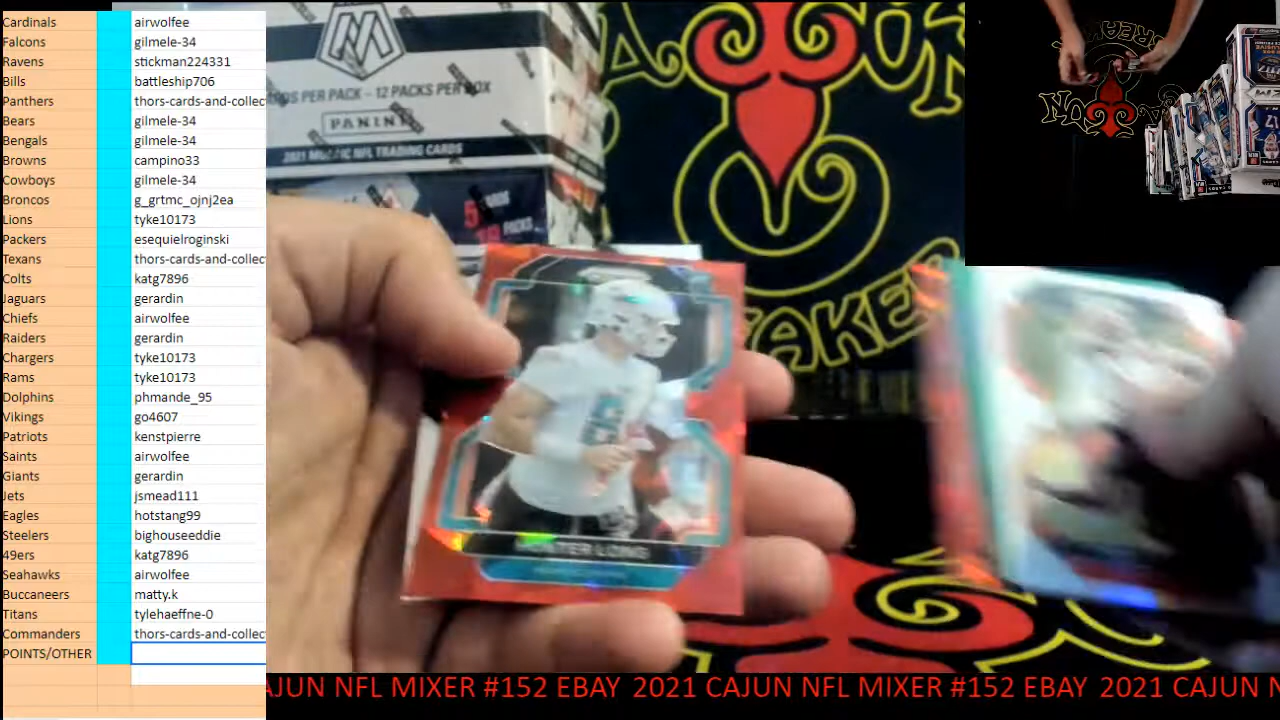 Cardinals airwolfee
Falcons gilmele-34
Ravens stickman224331
Bills battleship706
Panthers thors-cards-and-collec
Bears gilmele-34
Bengals gilmele-34
Browns campino33
Cowboys gilmele-34
Broncos g_grtmc_ojnj2ea
Lions tyke10173
Packers esequielroginski
Texans thors-cards-and-collec
Colts katg7896
Jaguars gerardin
Chiefs airwolfee
Raiders gerardin
Chargers tyke10173
Rams tyke10173
Dolphins phmande_95
Vikings go4607
Patriots kenstpierre
Saints airwolfee
Giants gerardin
Jets jsmead111
Eagles hotstang99
Steelers bighouseeddie
49ers katg7896
Seahawks airwolfee
Buccaneers matty.k
Titans tylehaeffne-0
Commanders thors-cards-and-collec
POINTS/OTHER
PER PACK - 12 PACKS PER BOX
PANINI
2021 MOSAIC NFL TRADING CARDS
HUNTER LONG
AJUN NFL MIXER #152 EBAY 2021 CAJUN NFL MIXER #152 EBAY 2021 CAJUN N